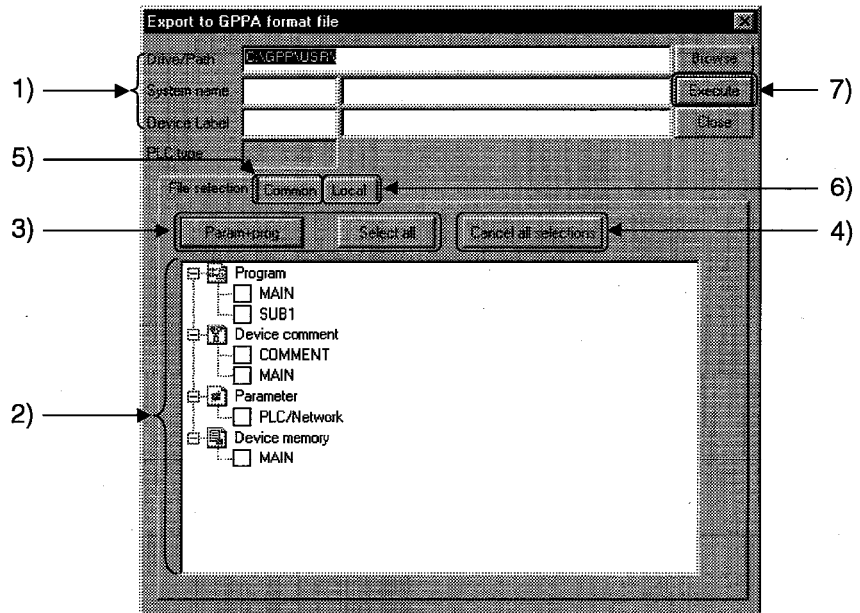 Export to GPPA format file
Drive/Path C:\GPP\USR\ Browse
1) System name Execute 7)
Device Label Close
PLC type
5)
File selection Common Local 6)
3) Param+prog Select all Cancel all selections 4)
Program
MAIN
SUB1
Device comment
COMMENT
MAIN
Parameter
2) PLC/Network
Device memory
MAIN